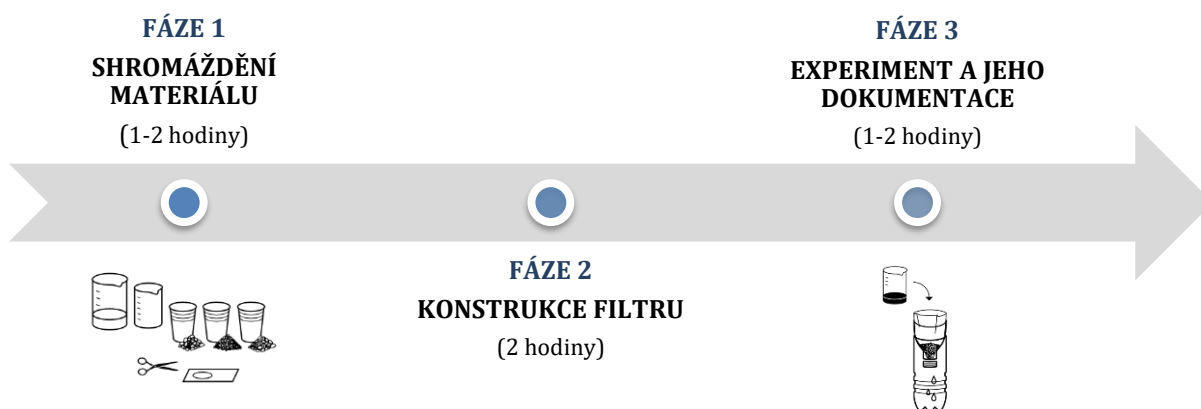 FÁZE 1
SHROMÁŽDĚNÍ
MATERIÁLU
(1-2 hodiny)
FÁZE 2
KONSTRUKCE FILTRU
(2 hodiny)
FÁZE 3
EXPERIMENT A JEHO
DOKUMENTACE
(1-2 hodiny)